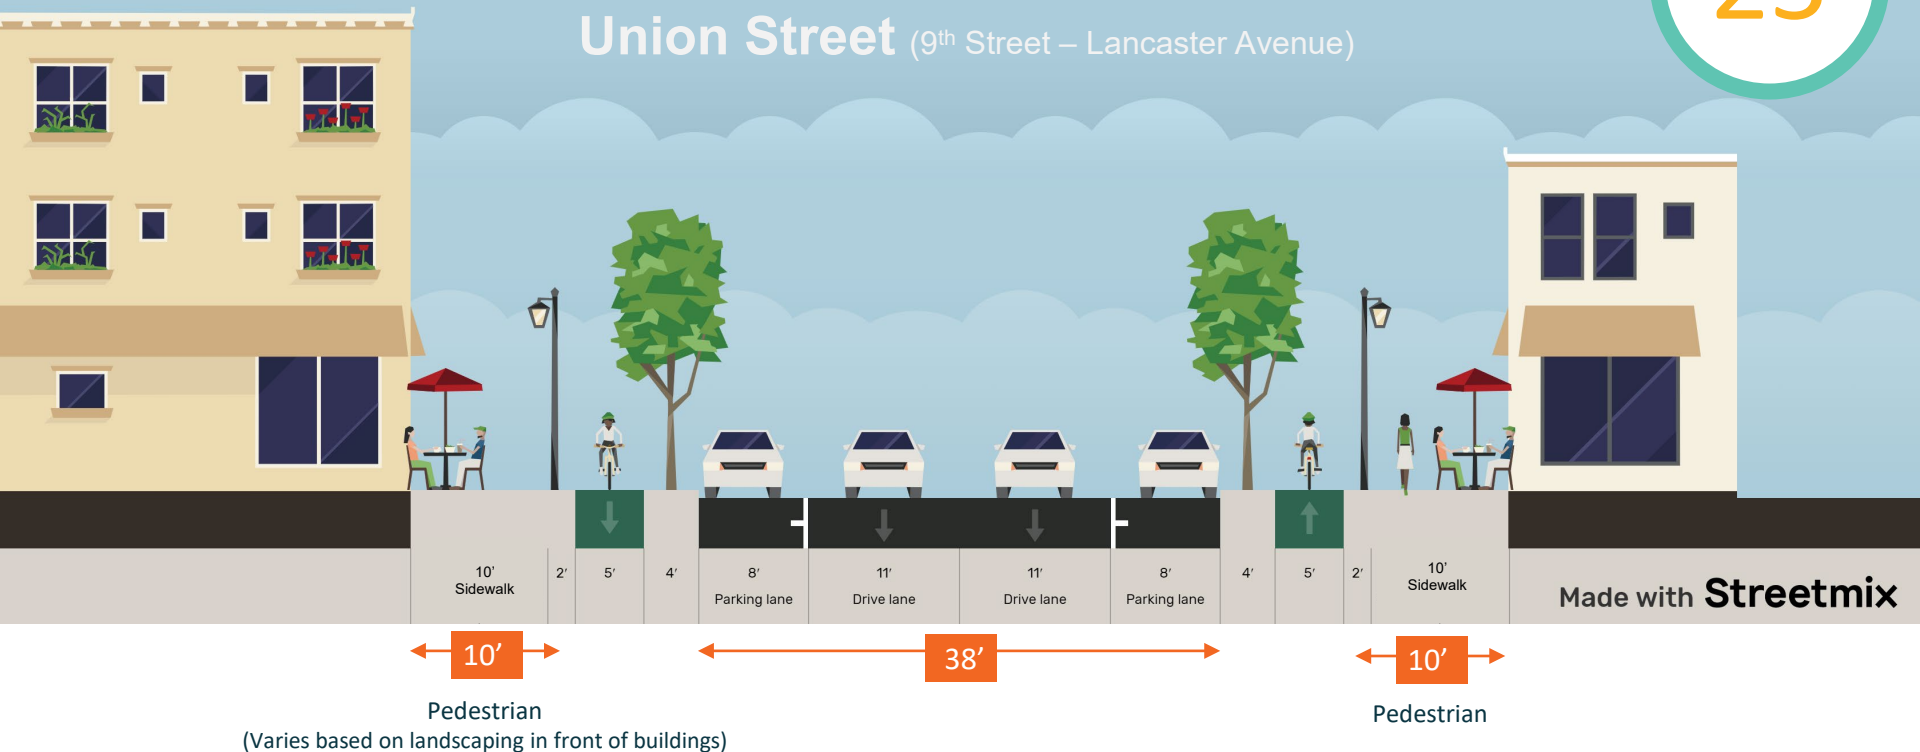 25
Union Street (9th Street – Lancaster Avenue)
10' 2' 5' 4' 8' 11' 11' 8' 4' 5' 2' 10'
Sidewalk Parking lane Drive lane Drive lane Parking lane Sidewalk
Made with Streetmix
10’ 38’ 10’
Pedestrian Pedestrian
(Varies based on landscaping in front of buildings)